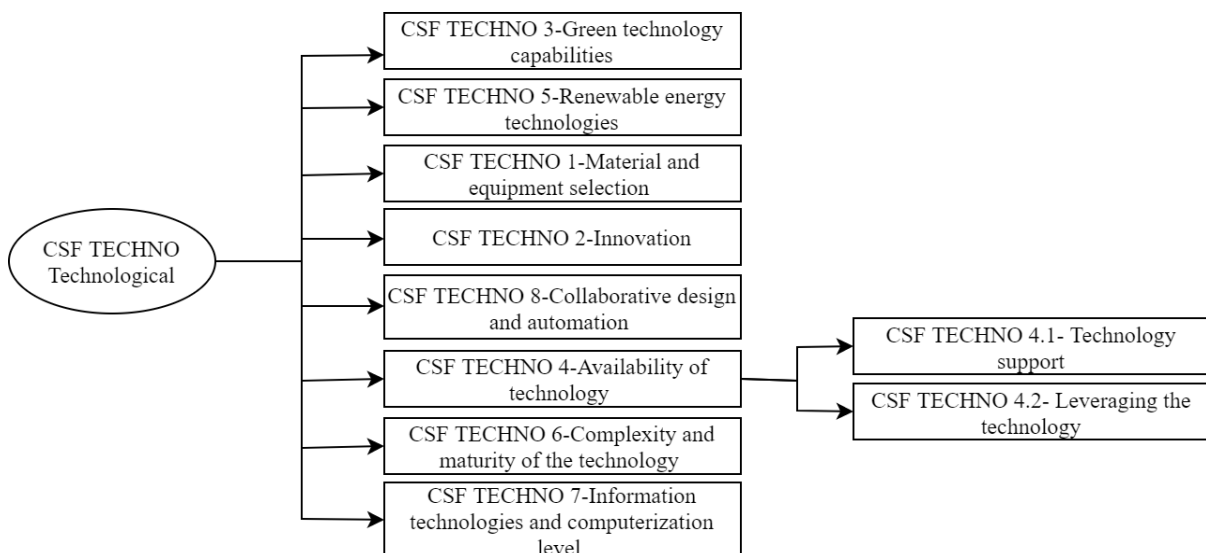 CSF TECHNO 3-Green technology
capabilities
CSF TECHNO 5-Renewable energy
technologies
CSF TECHNO 1-Material and
equipment selection
CSF TECHNO
Technological
CSF TECHNO 2-Innovation
CSF TECHNO 8-Collaborative design
and automation
CSF TECHNO 4-Availability of
technology
CSF TECHNO 4.1- Technology
support
CSF TECHNO 4.2- Leveraging the
technology
CSF TECHNO 6-Complexity and
maturity of the technology
CSF TECHNO 7-Information
technologies and computerization
level